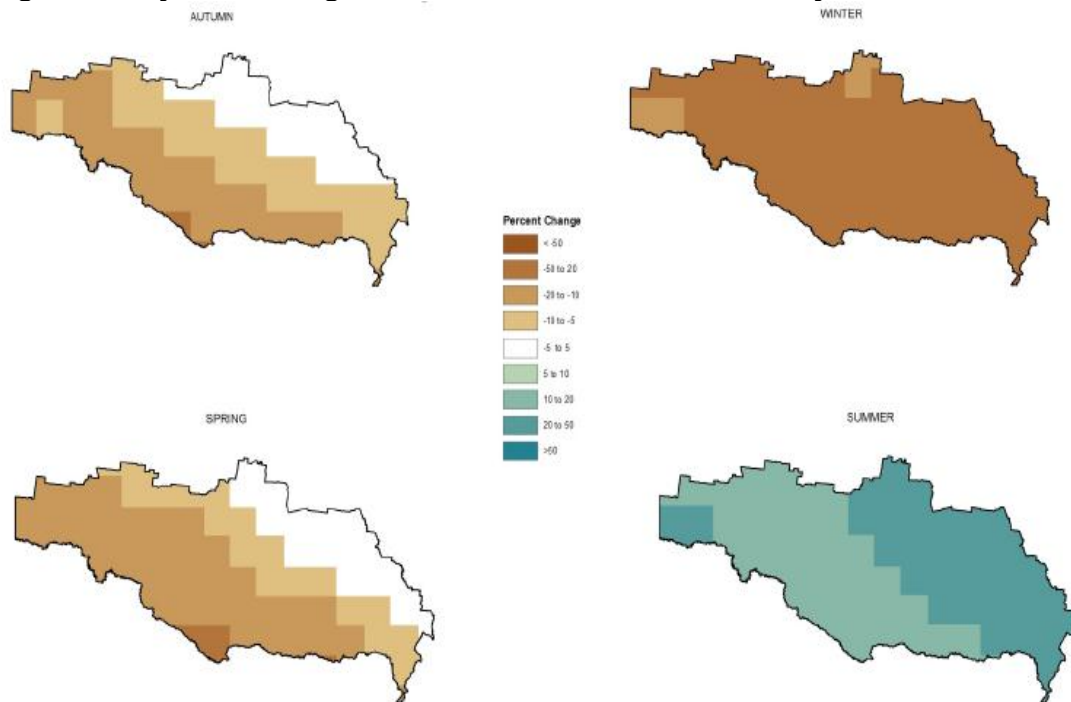 AUTUMN
WINTER
Percent Change
< -50
-50 to 20
-20 to -10
-10 to -5
-5 to 5
5 to 10
10 to 20
20 to 50
>50
SPRING
SUMMER